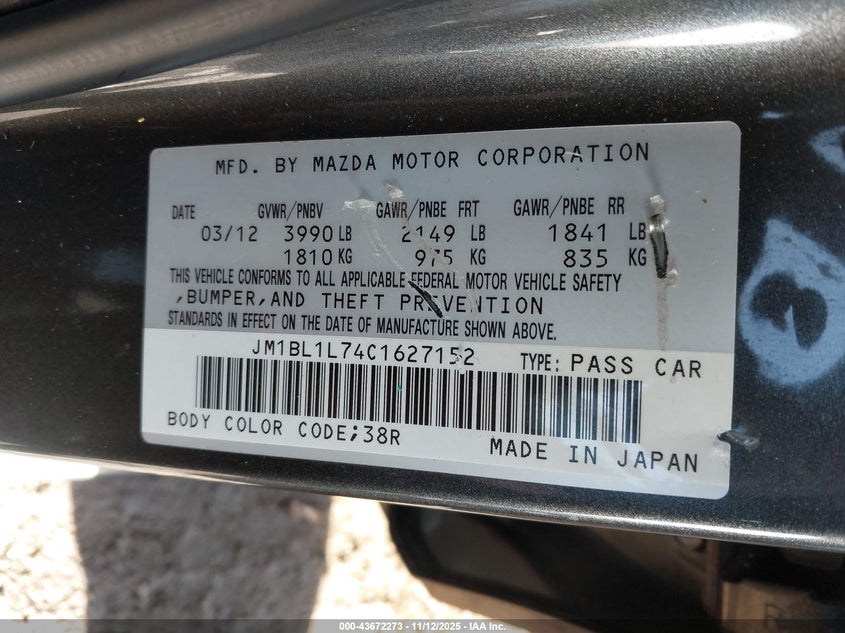 MFD. BY MAZDA MOTOR CORPORATION
DATE GVWR/PNBV GAWR/PNBE FRT GAWR/PNBE RR
03/12 3990 LB 2149 LB 1841 LB
1810 KG 975 KG 835 KG
THIS VEHICLE CONFORMS TO ALL APPLICABLE FEDERAL MOTOR VEHICLE SAFETY
,BUMPER,AND THEFT PREVENTION
STANDARDS IN EFFECT ON THE DATE OF MANUFACTURE SHOWN ABOVE.
JM1BL1L74C1627152 TYPE: PASS CAR
BODY COLOR CODE;38R
MADE IN JAPAN
000-43672273 - 11/12/2025 - IAA Inc.